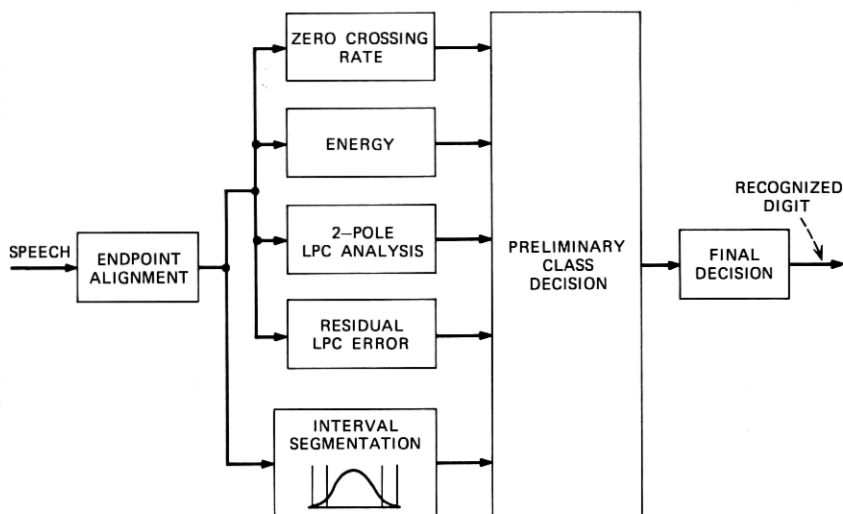 ZERO CROSSING
RATE
ENERGY
2-POLE
LPC ANALYSIS
RESIDUAL
LPC ERROR
INTERVAL
SEGMENTATION
SPEECH
ENDPOINT
ALIGNMENT
PRELIMINARY
CLASS
DECISION
FINAL
DECISION
RECOGNIZED
DIGIT